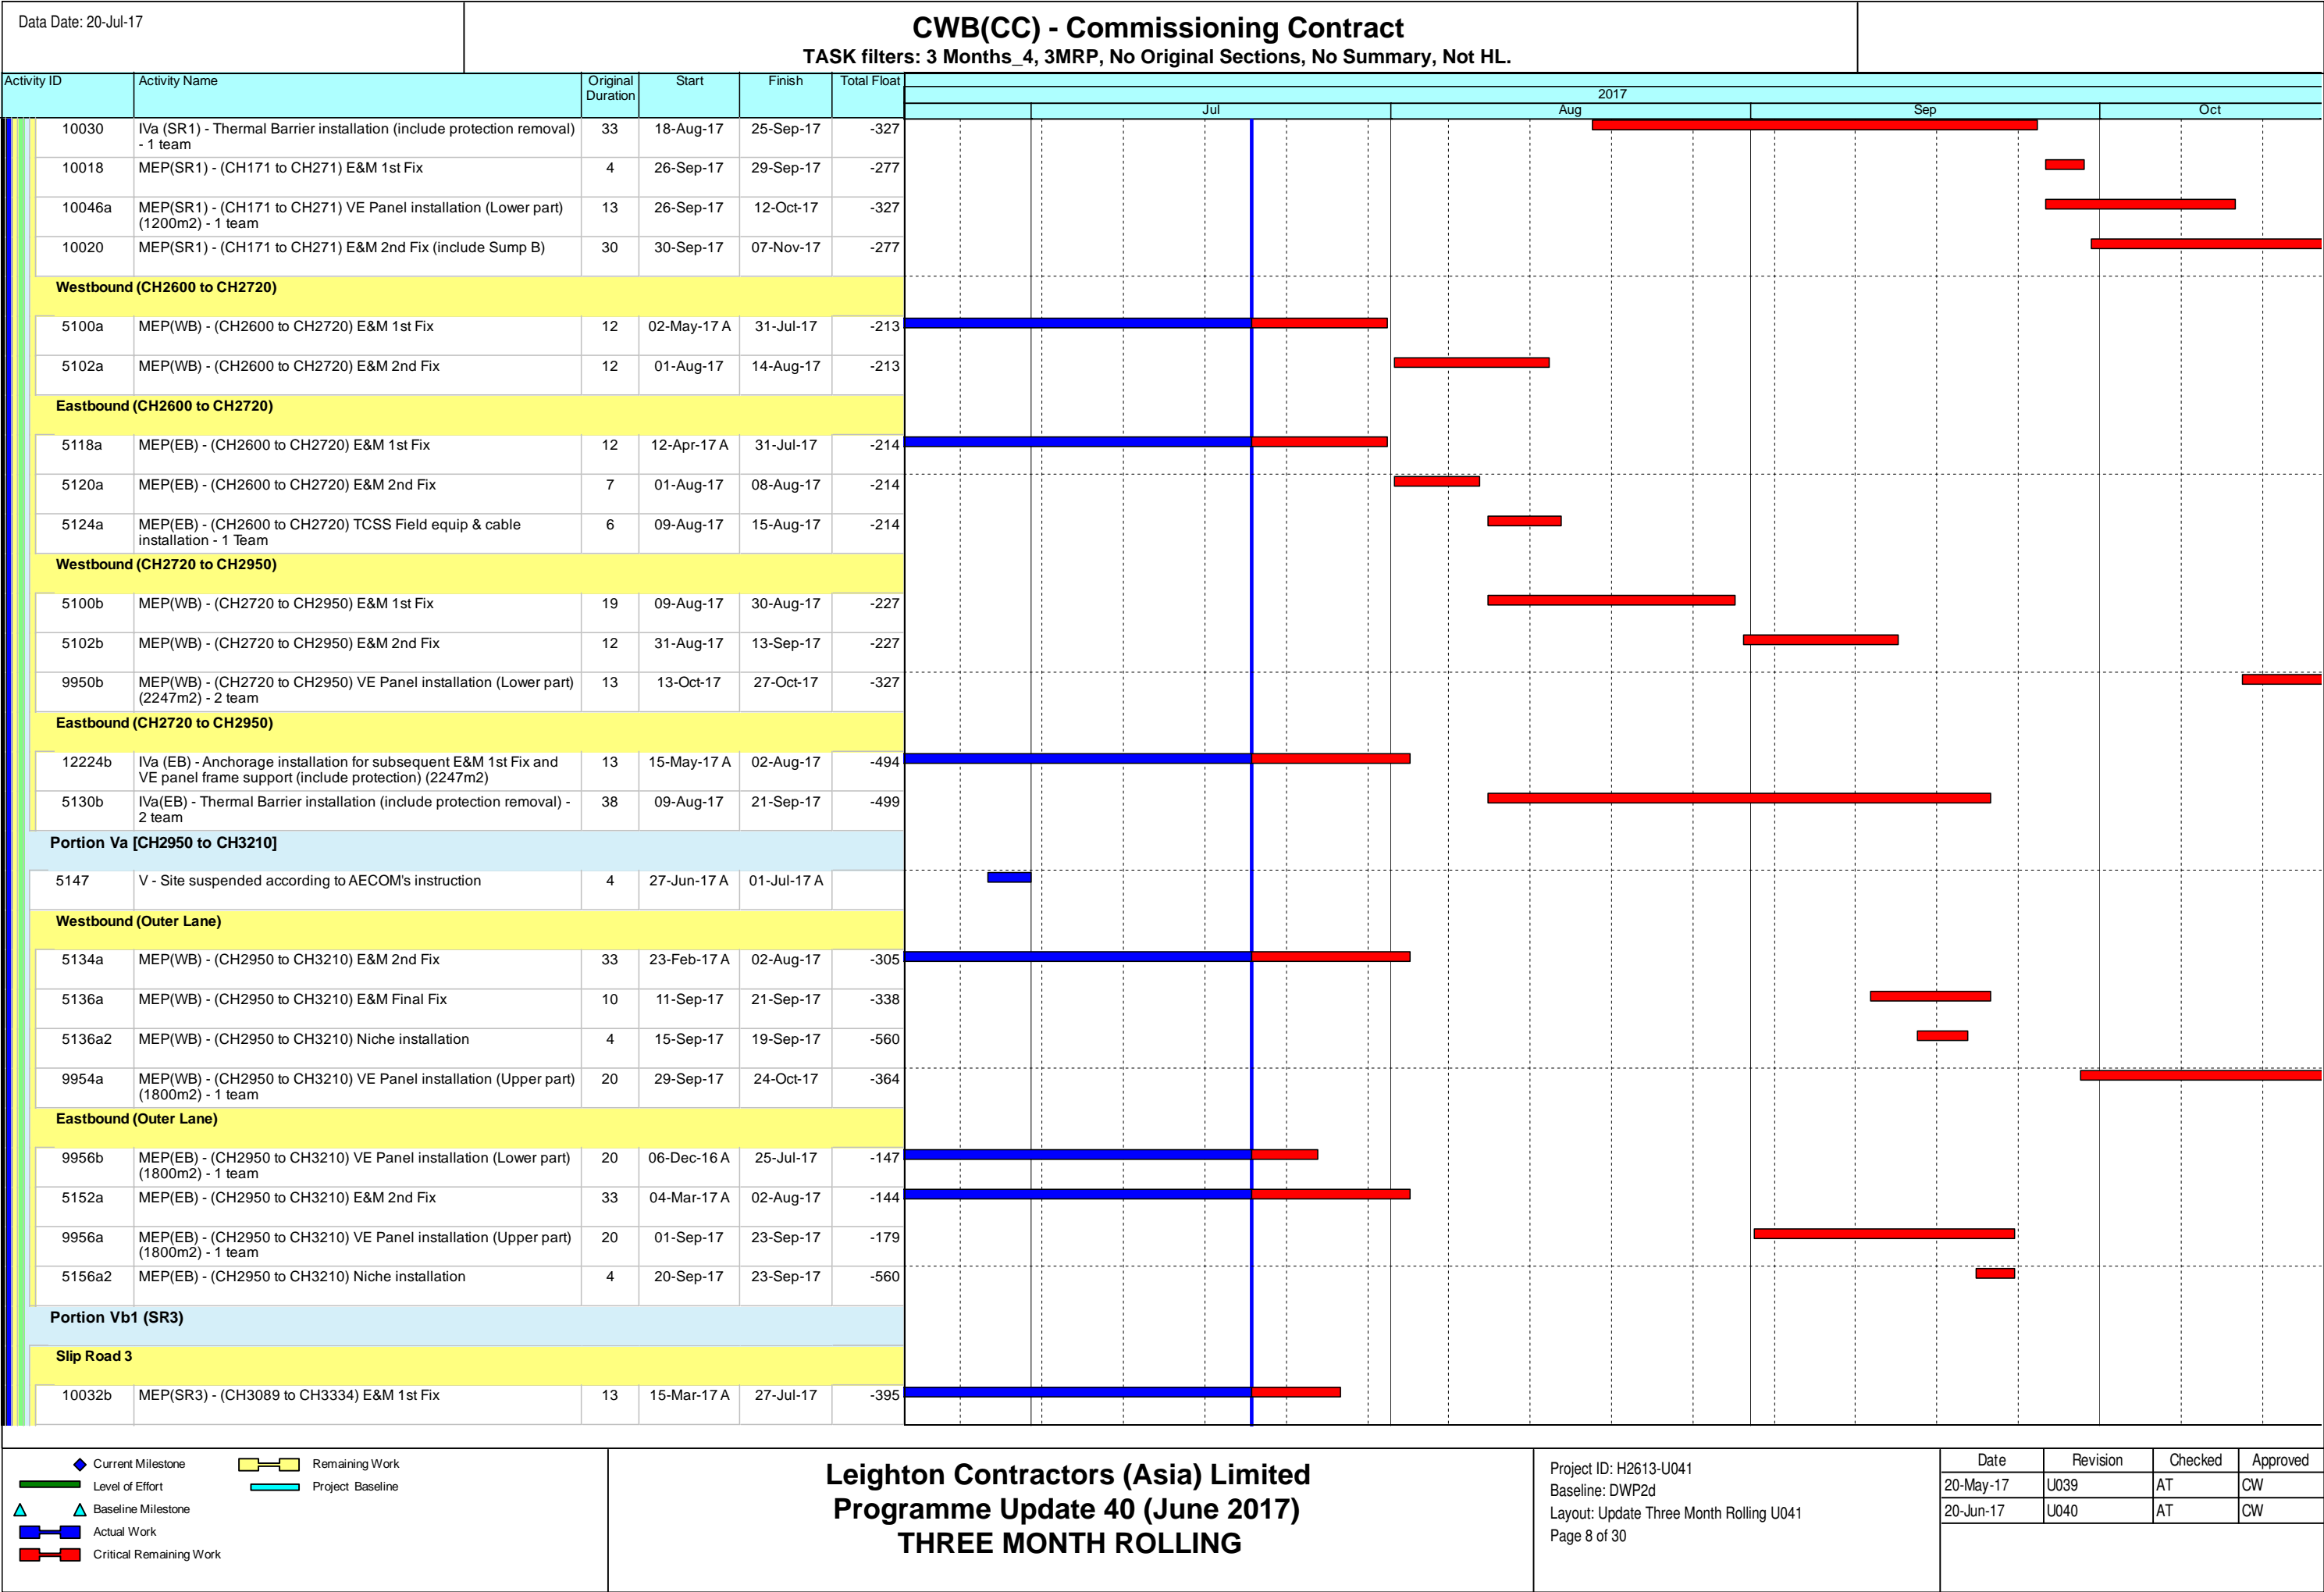 Data Date: 20-Jul-17
CWB(CC) - Commissioning Contract
TASK filters: 3 Months_4, 3MRP, No Original Sections, No Summary, Not HL.
Activity ID Activity Name Original Duration Start Finish Total Float
2017
Jul Aug Sep Oct
10030 IVa (SR1) - Thermal Barrier installation (include protection removal) 33 18-Aug-17 25-Sep-17 -327
- 1 team
10018 MEP(SR1) - (CH171 to CH271) E&M 1st Fix 4 26-Sep-17 29-Sep-17 -277
10046a MEP(SR1) - (CH171 to CH271) VE Panel installation (Lower part) 13 26-Sep-17 12-Oct-17 -327
(1200m2) - 1 team
10020 MEP(SR1) - (CH171 to CH271) E&M 2nd Fix (include Sump B) 30 30-Sep-17 07-Nov-17 -277
Westbound (CH2600 to CH2720)
5100a MEP(WB) - (CH2600 to CH2720) E&M 1st Fix 12 02-May-17 A 31-Jul-17 -213
5102a MEP(WB) - (CH2600 to CH2720) E&M 2nd Fix 12 01-Aug-17 14-Aug-17 -213
Eastbound (CH2600 to CH2720)
5118a MEP(EB) - (CH2600 to CH2720) E&M 1st Fix 12 12-Apr-17 A 31-Jul-17 -214
5120a MEP(EB) - (CH2600 to CH2720) E&M 2nd Fix 7 01-Aug-17 08-Aug-17 -214
5124a MEP(EB) - (CH2600 to CH2720) TCSS Field equip & cable 6 09-Aug-17 15-Aug-17 -214
installation - 1 Team
Westbound (CH2720 to CH2950)
5100b MEP(WB) - (CH2720 to CH2950) E&M 1st Fix 19 09-Aug-17 30-Aug-17 -227
5102b MEP(WB) - (CH2720 to CH2950) E&M 2nd Fix 12 31-Aug-17 13-Sep-17 -227
9950b MEP(WB) - (CH2720 to CH2950) VE Panel installation (Lower part) 13 13-Oct-17 27-Oct-17 -327
(2247m2) - 2 team
Eastbound (CH2720 to CH2950)
12224b IVa (EB) - Anchorage installation for subsequent E&M 1st Fix and 13 15-May-17 A 02-Aug-17 -494
VE panel frame support (include protection) (2247m2)
5130b IVa(EB) - Thermal Barrier installation (include protection removal) - 38 09-Aug-17 21-Sep-17 -499
2 team
Portion Va [CH2950 to CH3210]
5147 V - Site suspended according to AECOM's instruction 4 27-Jun-17 A 01-Jul-17 A
Westbound (Outer Lane)
5134a MEP(WB) - (CH2950 to CH3210) E&M 2nd Fix 33 23-Feb-17 A 02-Aug-17 -305
5136a MEP(WB) - (CH2950 to CH3210) E&M Final Fix 10 11-Sep-17 21-Sep-17 -338
5136a2 MEP(WB) - (CH2950 to CH3210) Niche installation 4 15-Sep-17 19-Sep-17 -560
9954a MEP(WB) - (CH2950 to CH3210) VE Panel installation (Upper part) 20 29-Sep-17 24-Oct-17 -364
(1800m2) - 1 team
Eastbound (Outer Lane)
9956b MEP(EB) - (CH2950 to CH3210) VE Panel installation (Lower part) 20 06-Dec-16 A 25-Jul-17 -147
(1800m2) - 1 team
5152a MEP(EB) - (CH2950 to CH3210) E&M 2nd Fix 33 04-Mar-17 A 02-Aug-17 -144
9956a MEP(EB) - (CH2950 to CH3210) VE Panel installation (Upper part) 20 01-Sep-17 23-Sep-17 -179
(1800m2) - 1 team
5156a2 MEP(EB) - (CH2950 to CH3210) Niche installation 4 20-Sep-17 23-Sep-17 -560
Portion Vb1 (SR3)
Slip Road 3
10032b MEP(SR3) - (CH3089 to CH3334) E&M 1st Fix 13 15-Mar-17 A 27-Jul-17 -395
Current Milestone Remaining Work
Level of Effort Project Baseline
Baseline Milestone
Actual Work
Critical Remaining Work
Leighton Contractors (Asia) Limited
Programme Update 40 (June 2017)
THREE MONTH ROLLING
Project ID: H2613-U041
Baseline: DWP2d
Layout: Update Three Month Rolling U041
Page 8 of 30
Date Revision Checked Approved
20-May-17 U039 AT CW
20-Jun-17 U040 AT CW